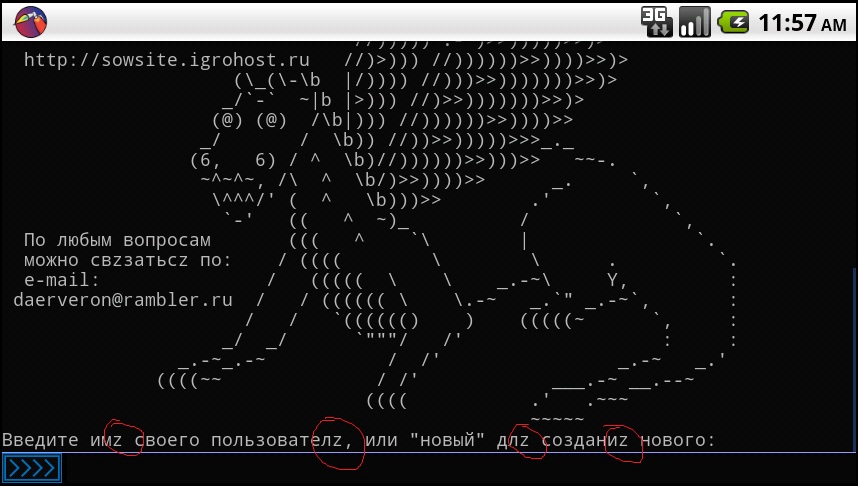 3G
11:57 AM
http://sowsite.igrohost.ru
По любым вопросам
можно свzзатьсz по:
e-mail:
daerveron@rambler.ru
Введите имz своего пользователz, или "новый" длz созданиz нового:
>>>>